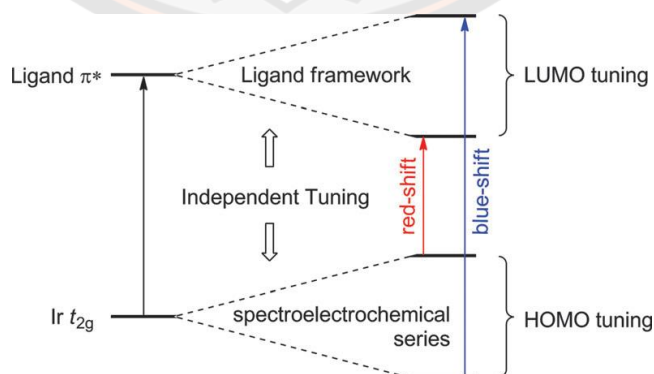 Ligand π*
Ligand framework
LUMO tuning
Independent Tuning
red-shift
blue-shift
Ir t2g
spectroelectrochemical
series
HOMO tuning